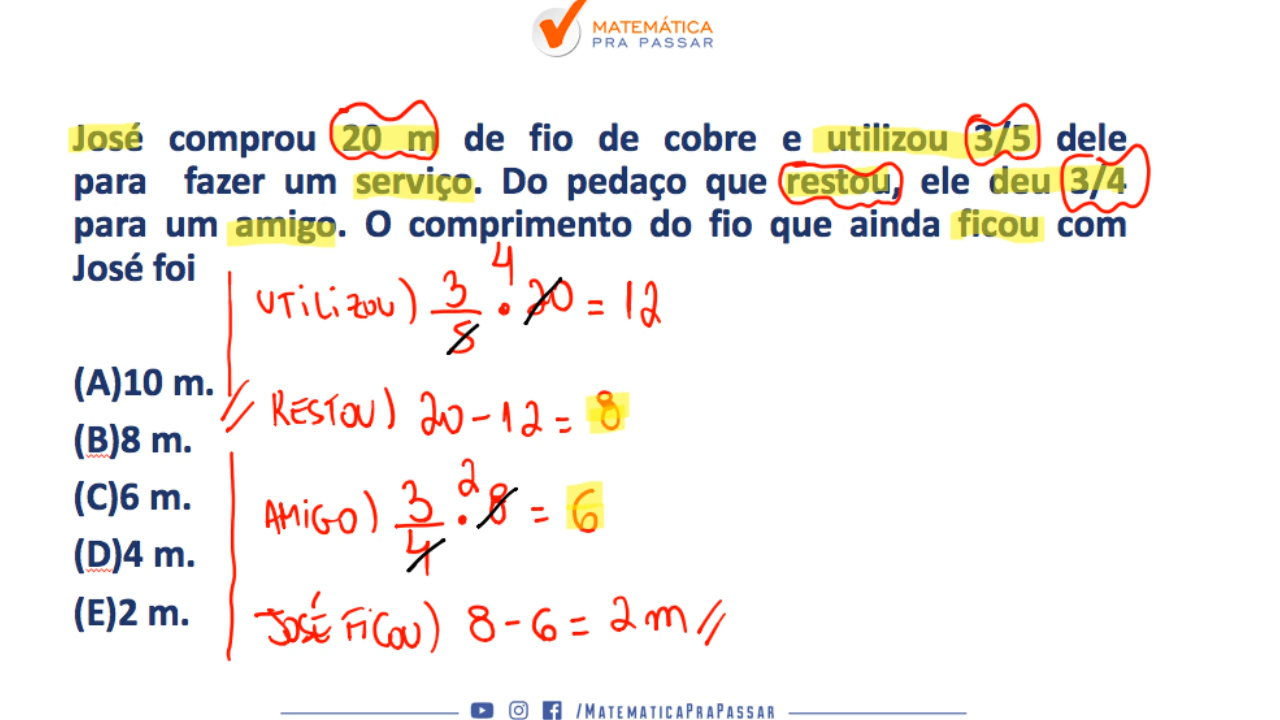 MATEMÁTICA
PRA PASSAR
José comprou 20 m de fio de cobre e utilizou 3/5 dele
para fazer um serviço. Do pedaço que restou, ele deu 3/4
para um amigo. O comprimento do fio que ainda ficou com
José foi
UTILIZOU) 3/5 · 20 = 12
4
(A)10 m.
// RESTOU) 20 - 12 = 8
(B)8 m.
(C)6 m.
AMIGO) 3/4 · 8 = 6
2
(D)4 m.
(E)2 m.
JOSÉ FICOU) 8 - 6 = 2 m //
/MATEMATICAPRAPASSAR